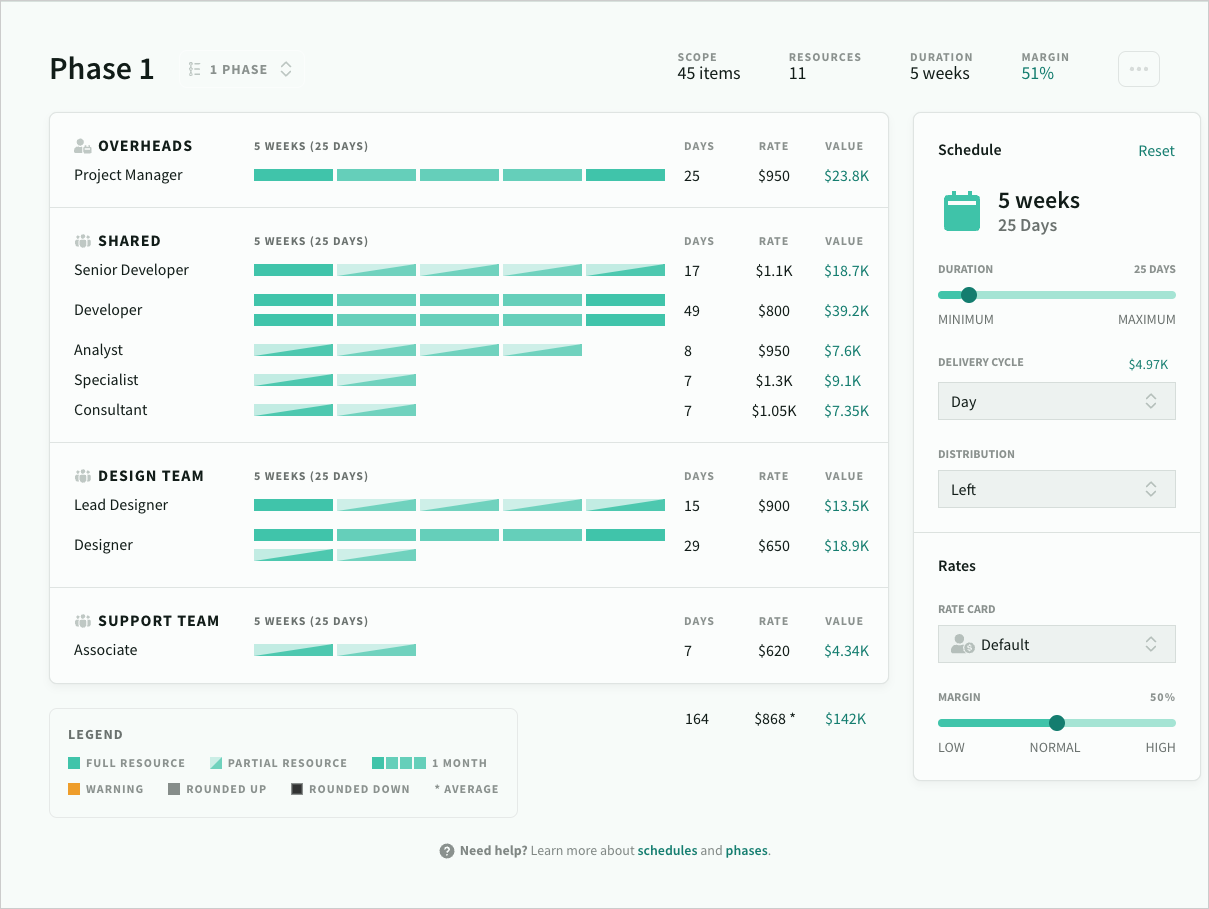 Phase 1
1 PHASE
SCOPE RESOURCES DURATION MARGIN
45 items 11 5 weeks 51%
OVERHEADS 5 WEEKS (25 DAYS) DAYS RATE VALUE
Project Manager 25 $950 $23.8K
SHARED 5 WEEKS (25 DAYS) DAYS RATE VALUE
Senior Developer 17 $1.1K $18.7K
Developer 49 $800 $39.2K
Analyst 8 $950 $7.6K
Specialist 7 $1.3K $9.1K
Consultant 7 $1.05K $7.35K
DESIGN TEAM 5 WEEKS (25 DAYS) DAYS RATE VALUE
Lead Designer 15 $900 $13.5K
Designer 29 $650 $18.9K
SUPPORT TEAM 5 WEEKS (25 DAYS) DAYS RATE VALUE
Associate 7 $620 $4.34K
164 $868 * $142K
LEGEND
FULL RESOURCE PARTIAL RESOURCE 1 MONTH
WARNING ROUNDED UP ROUNDED DOWN * AVERAGE
Schedule Reset
5 weeks
25 Days
DURATION 25 DAYS
MINIMUM MAXIMUM
DELIVERY CYCLE $4.97K
Day
DISTRIBUTION
Left
Rates
RATE CARD
Default
MARGIN 50%
LOW NORMAL HIGH
? Need help? Learn more about schedules and phases.